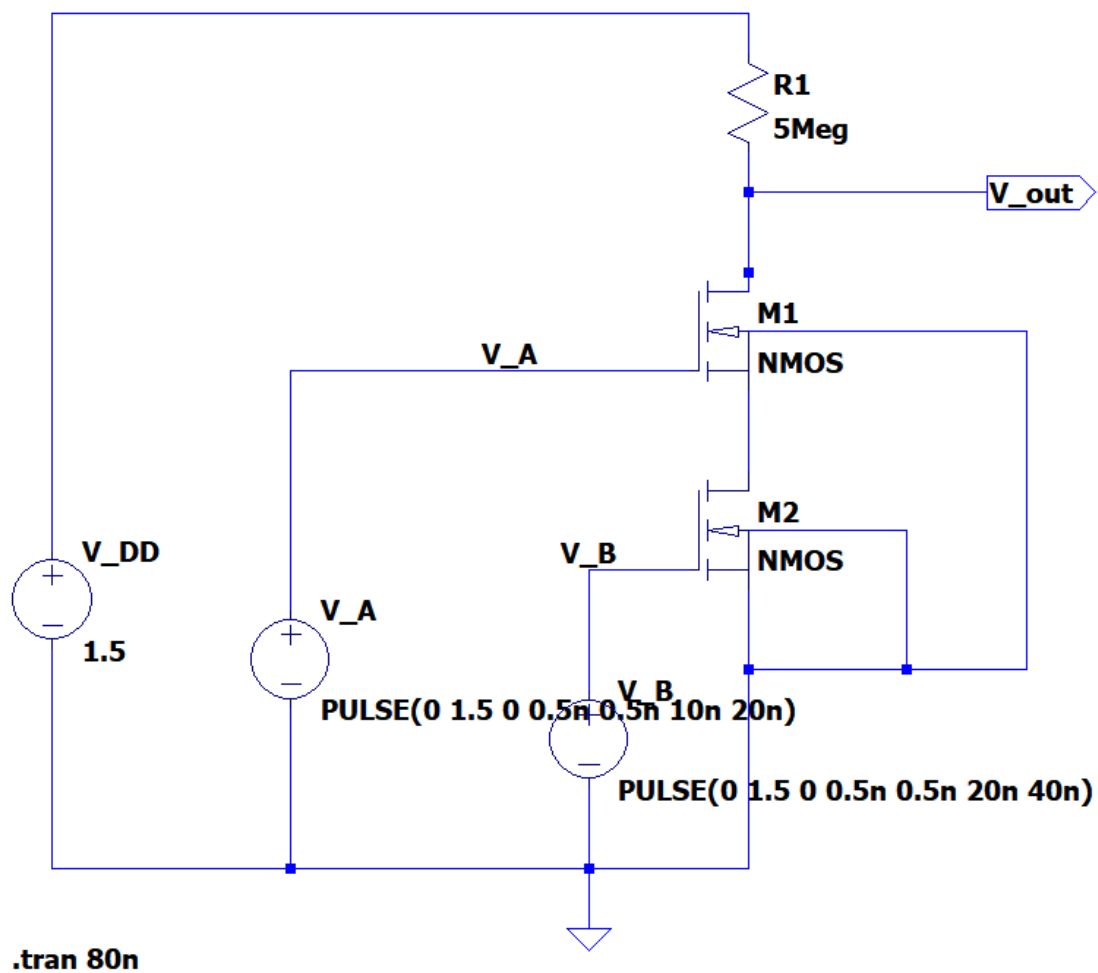 R1
5Meg
V_out
M1
V_A
NMOS
M2
V_B
NMOS
V_DD
1.5
V_A
PULSE(0 1.5 0 0.5n 0.5n 10n 20n)
V_B
PULSE(0 1.5 0 0.5n 0.5n 20n 40n)
.tran 80n